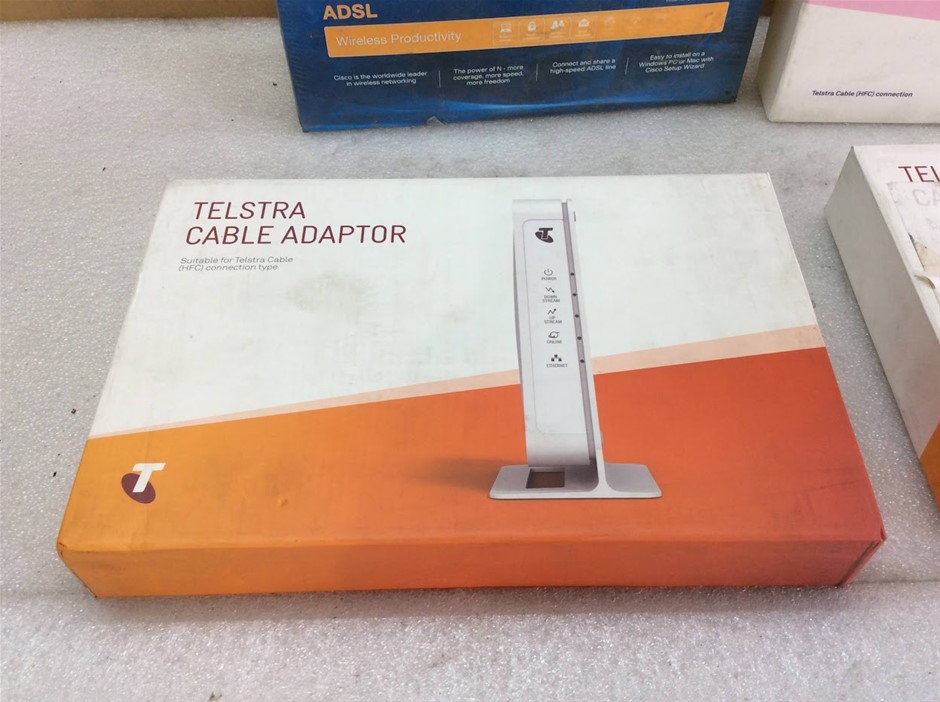 ADSL
Wireless Productivity
Cisco is the worldwide leader
in wireless networking
The power of N - more
coverage, more speed,
more freedom
Connect and share a
high-speed ADSL line
Easy to install on a
Windows PC or Mac with
Cisco Setup Wizard
Telstra Cable (HFC) connection
TEL
CA
TELSTRA
CABLE ADAPTOR
Suitable for Telstra Cable
(HFC) connection type
T
POWER
DOWN
STREAM
UP
STREAM
ONLINE
ETHERNET
T